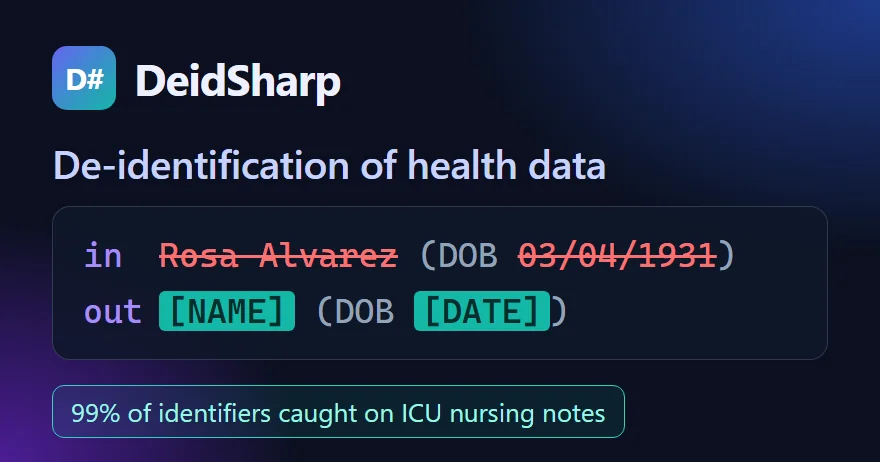 D# DeidSharp
De-identification of health data
in Rosa Alvarez (DOB 03/04/1931)
out [NAME] (DOB [DATE])
99% of identifiers caught on ICU nursing notes